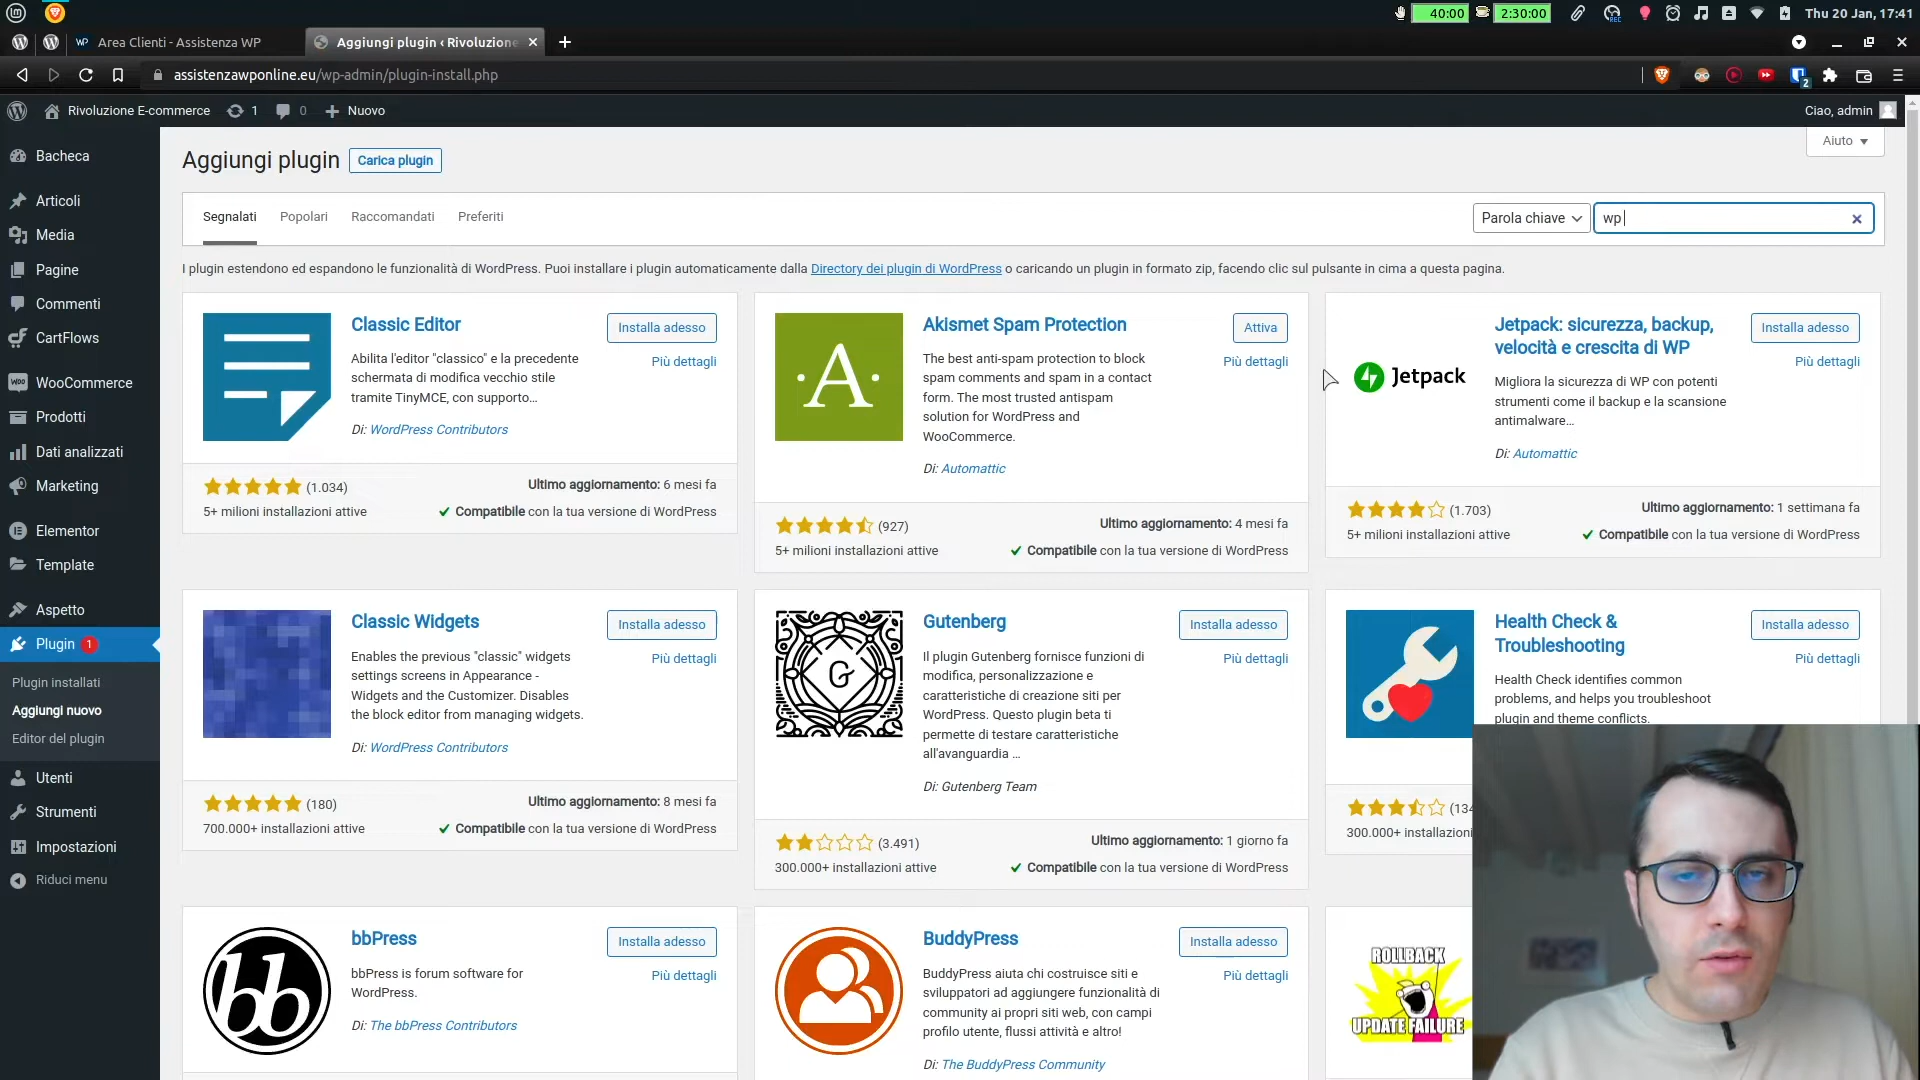 40:00
2:30:00
REC
Thu 20 Jan, 17:41
WP Area Clienti - Assistenza WP
Aggiungi plugin ‹ Rivoluzione
assistenzawponline.eu/wp-admin/plugin-install.php
2
Rivoluzione E-commerce
1
0
Nuovo
Ciao, admin
Bacheca
Articoli
Media
Pagine
Commenti
CartFlows
WooCommerce
Prodotti
Dati analizzati
Marketing
Elementor
Template
Aspetto
Plugin 1
Plugin installati
Aggiungi nuovo
Editor del plugin
Utenti
Strumenti
Impostazioni
Riduci menu
Aggiungi plugin
Carica plugin
Aiuto
Segnalati
Popolari
Raccomandati
Preferiti
Parola chiave
wp
I plugin estendono ed espandono le funzionalità di WordPress. Puoi installare i plugin automaticamente dalla Directory dei plugin di WordPress o caricando un plugin in formato zip, facendo clic sul pulsante in cima a questa pagina.
Classic Editor
Installa adesso
Più dettagli
Abilita l'editor "classico" e la precedente
schermata di modifica vecchio stile
tramite TinyMCE, con supporto…
Di: WordPress Contributors
(1.034)
Ultimo aggiornamento: 6 mesi fa
5+ milioni installazioni attive
Compatibile con la tua versione di WordPress
A
Akismet Spam Protection
Attiva
Più dettagli
The best anti-spam protection to block
spam comments and spam in a contact
form. The most trusted antispam
solution for WordPress and
WooCommerce.
Di: Automattic
(927)
Ultimo aggiornamento: 4 mesi fa
5+ milioni installazioni attive
Compatibile con la tua versione di WordPress
Jetpack
Jetpack: sicurezza, backup,
velocità e crescita di WP
Installa adesso
Più dettagli
Migliora la sicurezza di WP con potenti
strumenti come il backup e la scansione
antimalware…
Di: Automattic
(1.703)
Ultimo aggiornamento: 1 settimana fa
5+ milioni installazioni attive
Compatibile con la tua versione di WordPress
Classic Widgets
Installa adesso
Più dettagli
Enables the previous "classic" widgets
settings screens in Appearance -
Widgets and the Customizer. Disables
the block editor from managing widgets.
Di: WordPress Contributors
(180)
Ultimo aggiornamento: 8 mesi fa
700.000+ installazioni attive
Compatibile con la tua versione di WordPress
G
Gutenberg
Installa adesso
Più dettagli
Il plugin Gutenberg fornisce funzioni di
modifica, personalizzazione e
caratteristiche di creazione siti per
WordPress. Questo plugin beta ti
permette di testare caratteristiche
all'avanguardia …
Di: Gutenberg Team
(3.491)
Ultimo aggiornamento: 1 giorno fa
300.000+ installazioni attive
Compatibile con la tua versione di WordPress
Health Check &
Troubleshooting
Installa adesso
Più dettagli
Health Check identifies common
problems, and helps you troubleshoot
plugin and theme conflicts.
(134
300.000+ installazioni
bb
bbPress
Installa adesso
Più dettagli
bbPress is forum software for
WordPress.
Di: The bbPress Contributors
BuddyPress
Installa adesso
Più dettagli
BuddyPress aiuta chi costruisce siti e
sviluppatori ad aggiungere funzionalità di
community ai propri siti web, con campi
profilo utente, flussi attività e altro!
Di: The BuddyPress Community
ROLLBACK
UPDATE FAILURE